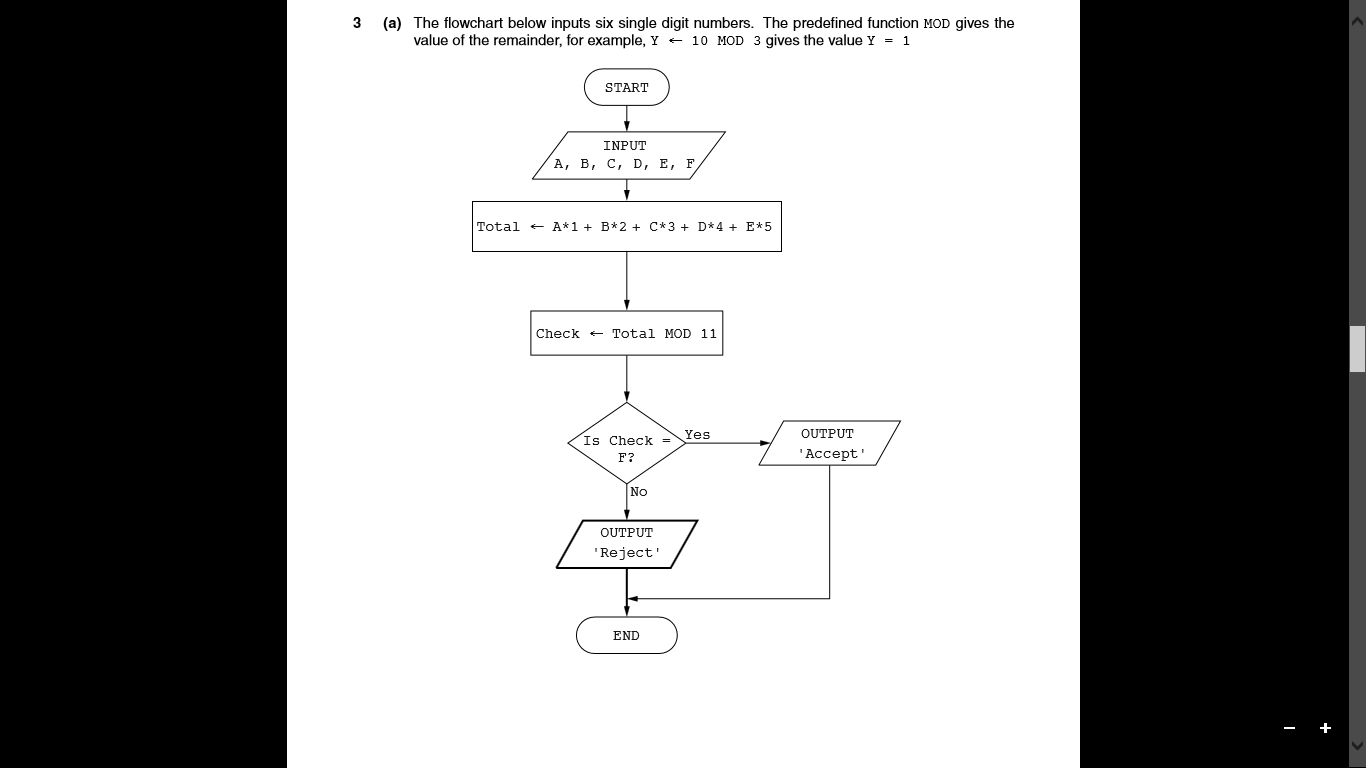 3 (a) The flowchart below inputs six single digit numbers. The predefined function MOD gives the
value of the remainder, for example, Y ← 10 MOD 3 gives the value Y = 1
START
INPUT
A, B, C, D, E, F
Total ← A*1 + B*2 + C*3 + D*4 + E*5
Check ← Total MOD 11
Is Check =
F?
Yes
OUTPUT
'Accept'
No
OUTPUT
'Reject'
END